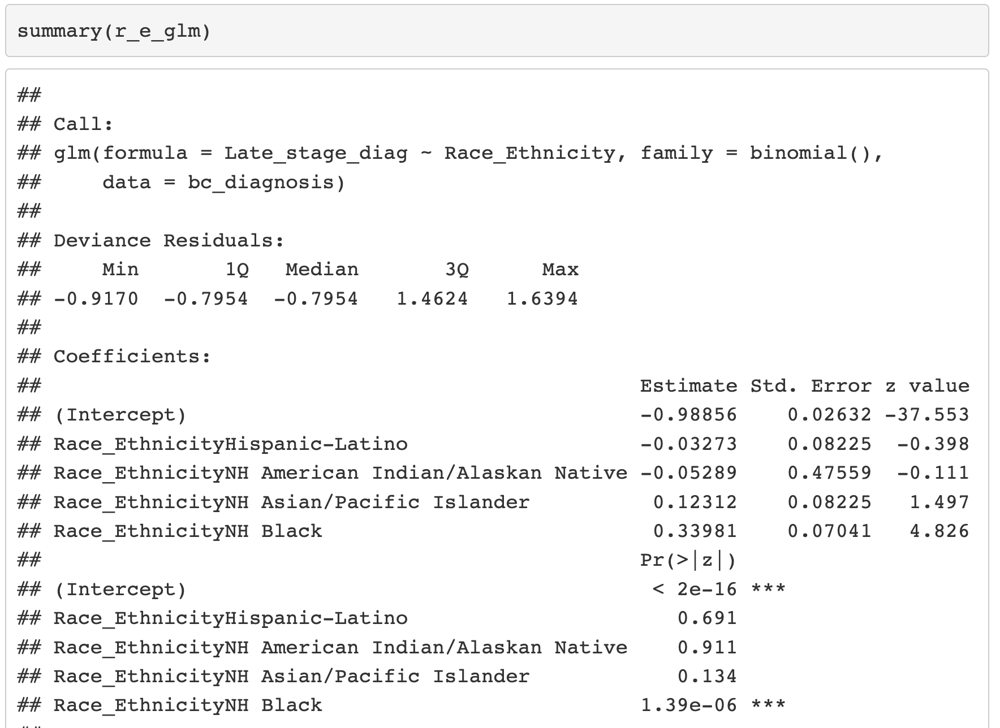 summary(r_e_glm)
##
## Call:
## glm(formula = Late_stage_diag ~ Race_Ethnicity, family = binomial(),
##     data = bc_diagnosis)
##
## Deviance Residuals:
##     Min       1Q   Median       3Q      Max
## -0.9170  -0.7954  -0.7954   1.4624   1.6394
##
## Coefficients:
##                                                 Estimate Std. Error z value
## (Intercept)                                     -0.98856    0.02632 -37.553
## Race_EthnicityHispanic-Latino                   -0.03273    0.08225  -0.398
## Race_EthnicityNH American Indian/Alaskan Native -0.05289    0.47559  -0.111
## Race_EthnicityNH Asian/Pacific Islander          0.12312    0.08225   1.497
## Race_EthnicityNH Black                           0.33981    0.07041   4.826
##                                                 Pr(>|z|)
## (Intercept)                                      < 2e-16 ***
## Race_EthnicityHispanic-Latino                      0.691
## Race_EthnicityNH American Indian/Alaskan Native    0.911
## Race_EthnicityNH Asian/Pacific Islander            0.134
## Race_EthnicityNH Black                          1.39e-06 ***
##